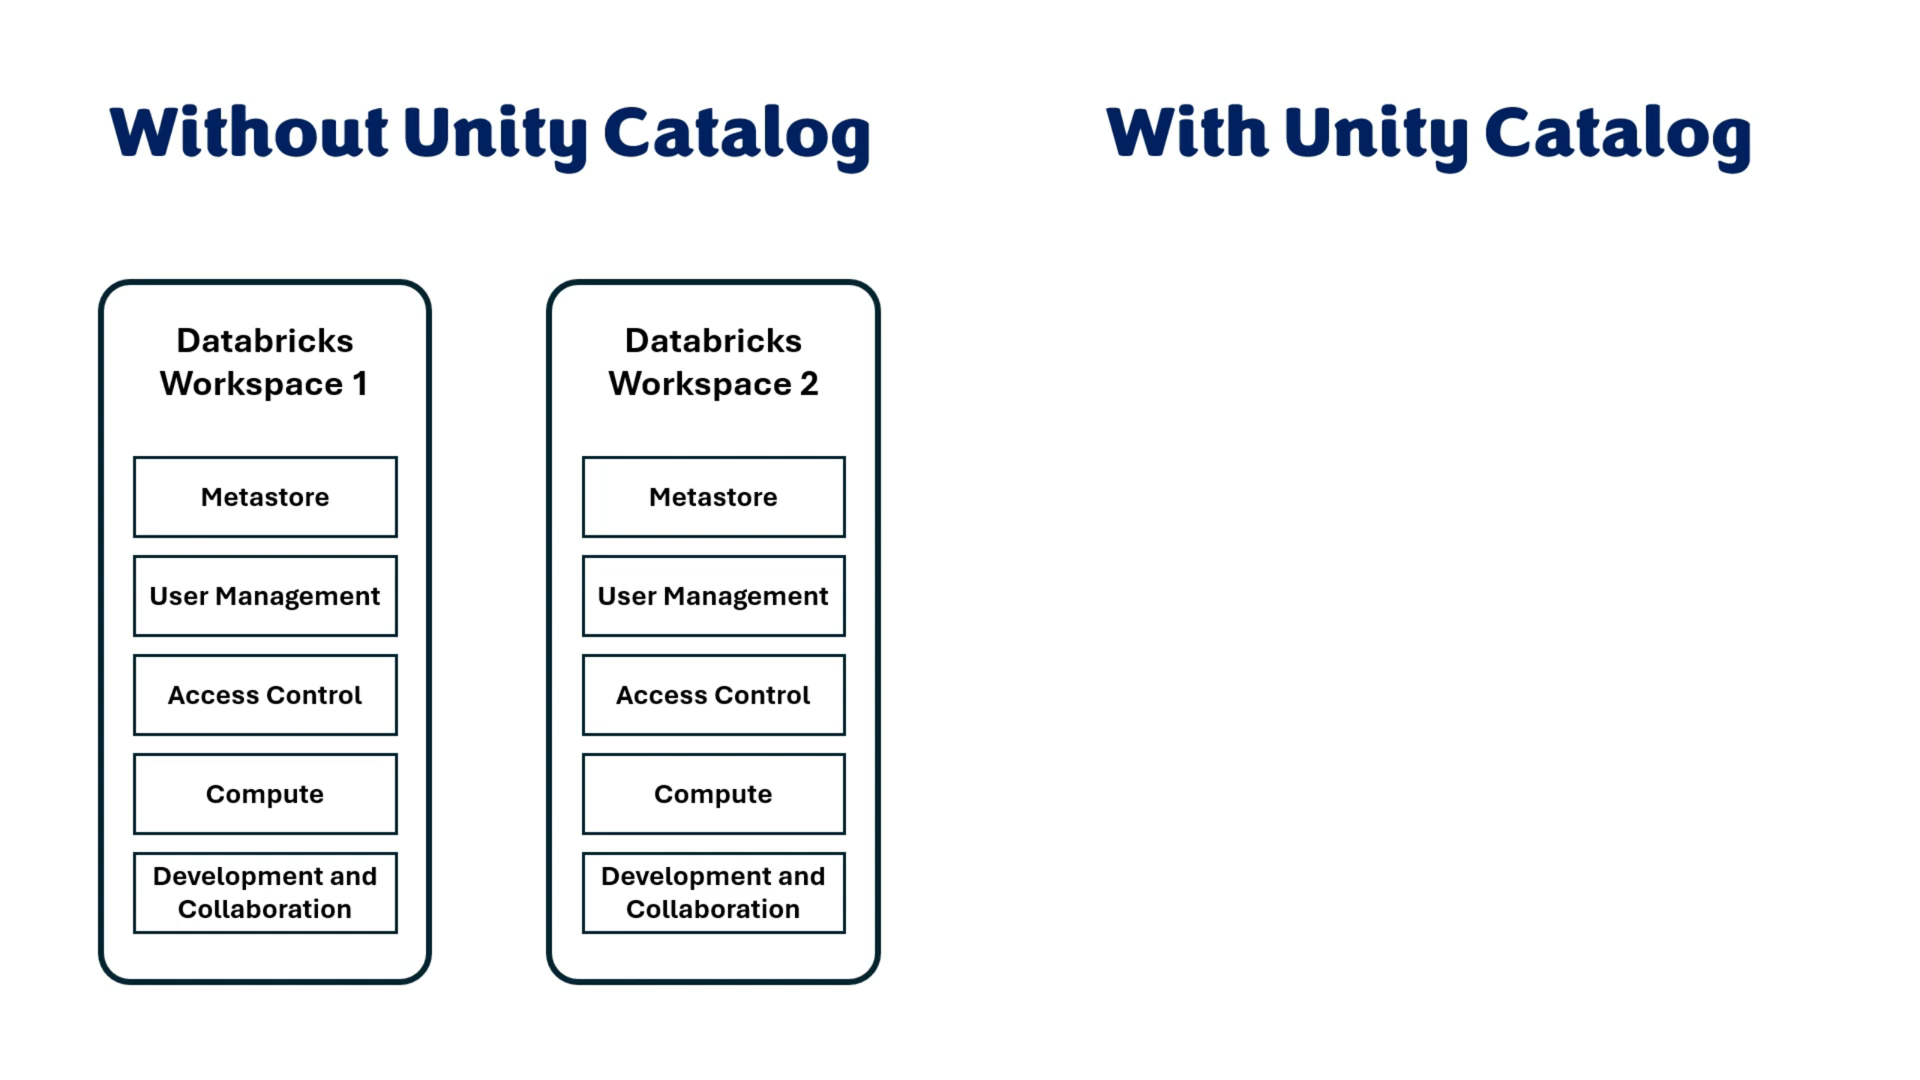 Without Unity Catalog
With Unity Catalog
Databricks
Workspace 1
Metastore
User Management
Access Control
Compute
Development and
Collaboration
Databricks
Workspace 2
Metastore
User Management
Access Control
Compute
Development and
Collaboration